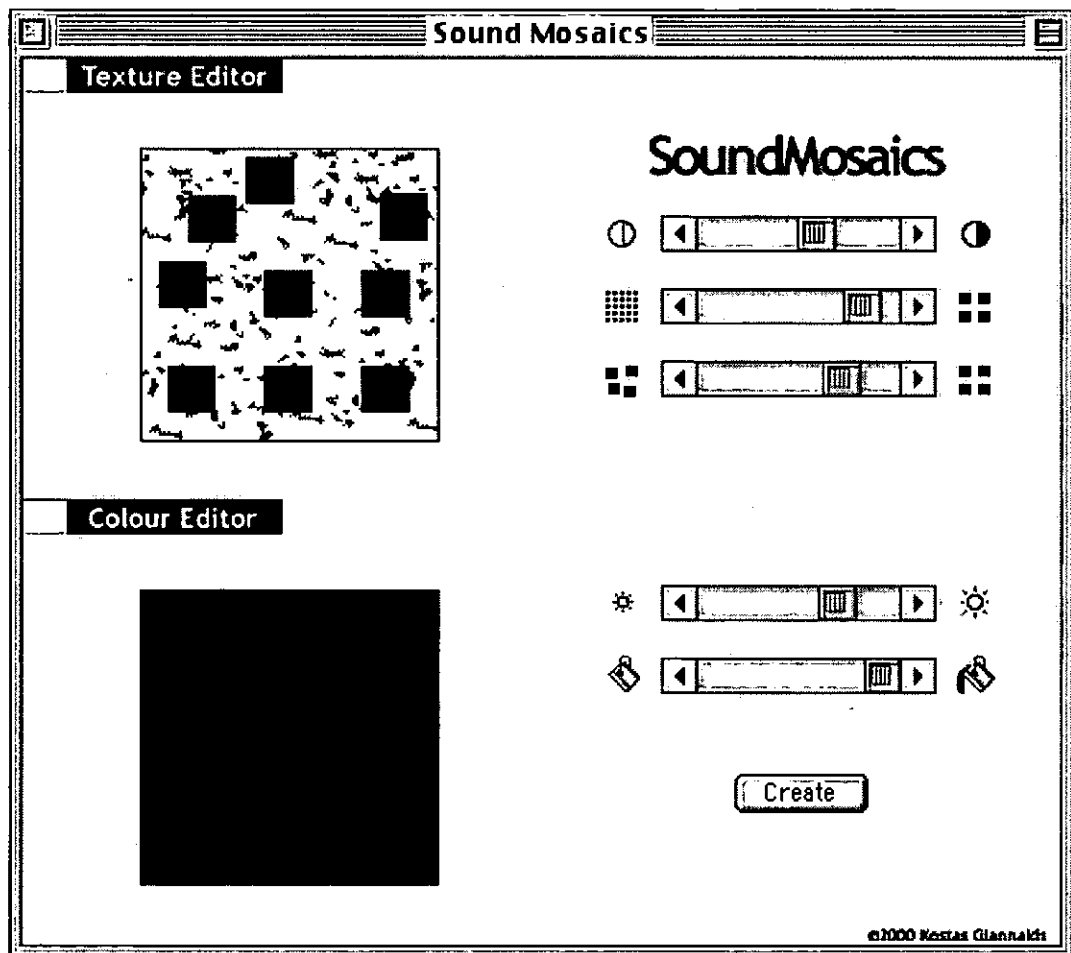 Sound Mosaics
Texture Editor
SoundMosaics
Colour Editor
Create
©2000 Kostas Giannakis